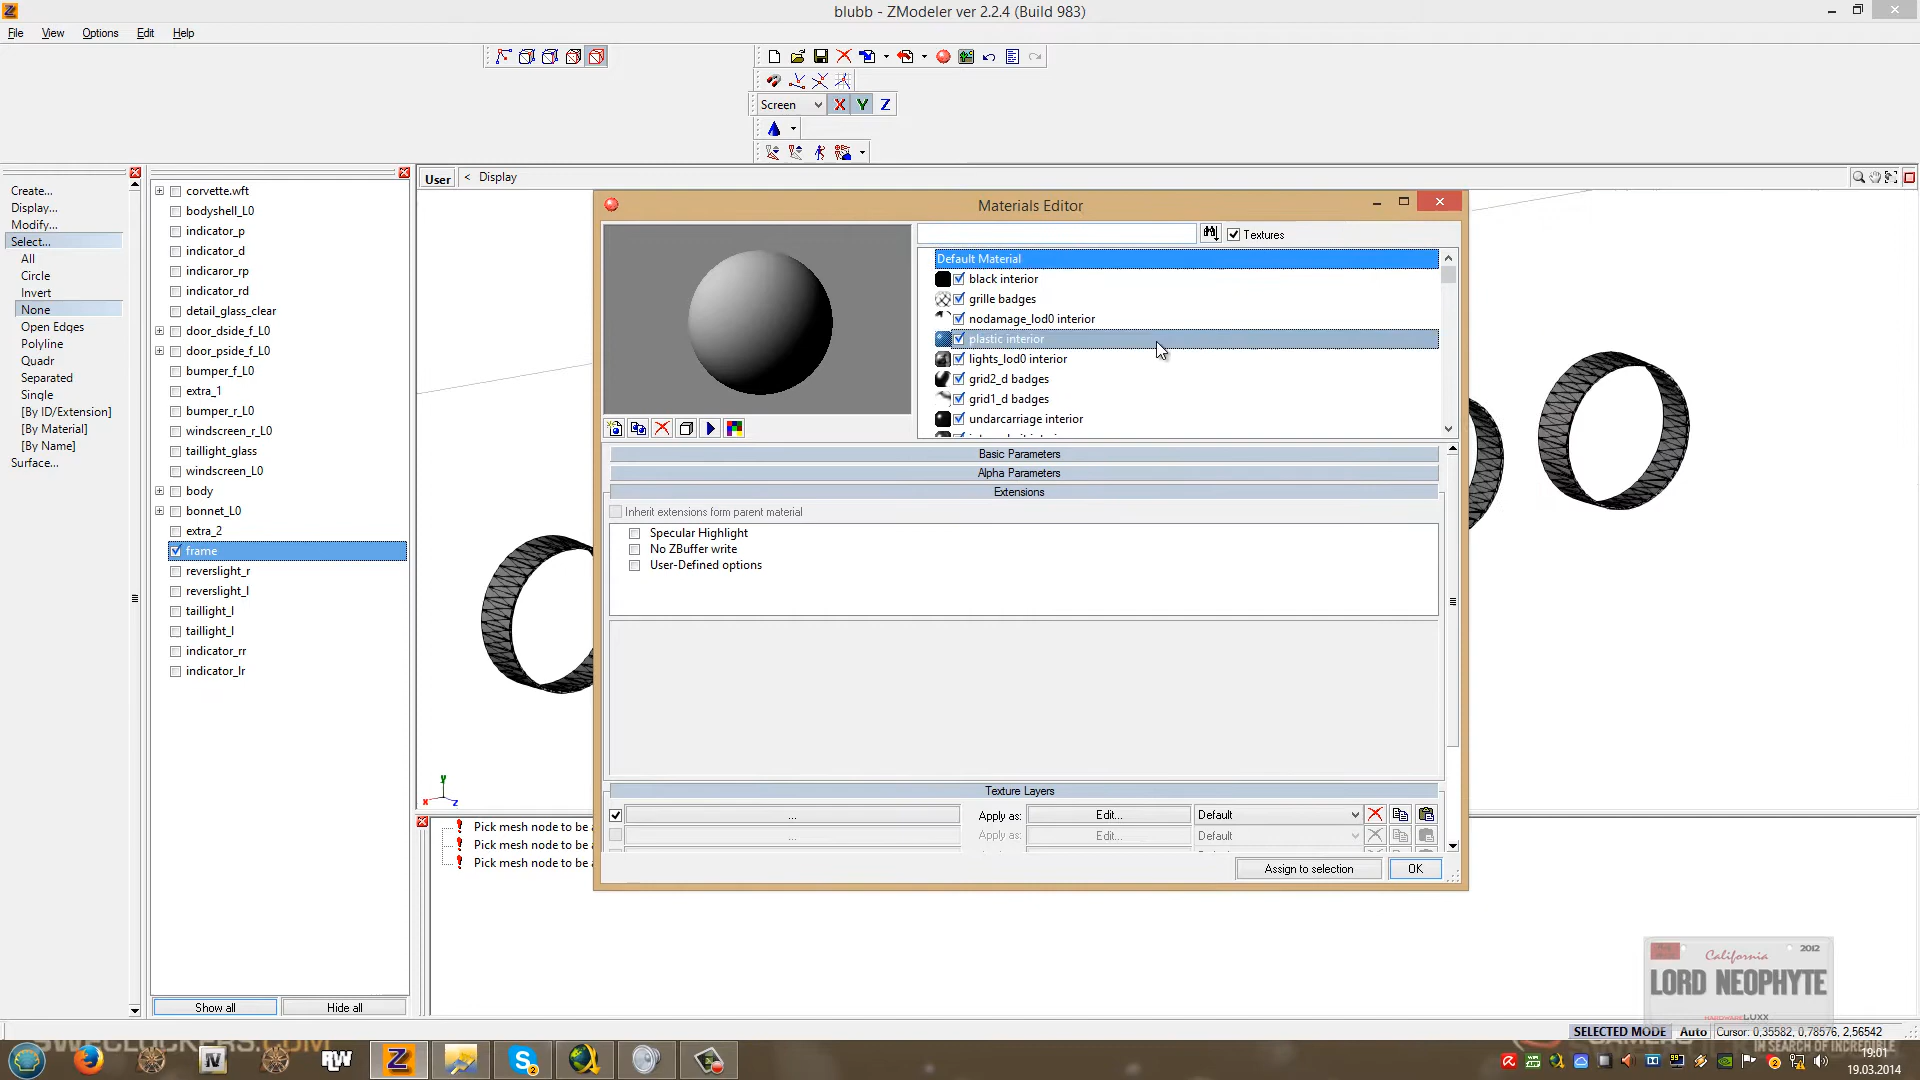 blubb - ZModeler ver 2.2.4 (Build 983)
File View Options Edit Help
Screen X Y Z
User < Display
Create...
Display...
Modify...
Select...
All
Circle
Invert
None
Open Edges
Polyline
Quadr
Separated
Single
[By ID/Extension]
[By Material]
[By Name]
Surface...
corvette.wft
bodyshell_L0
indicator_p
indicator_d
indicaror_rp
indicator_rd
detail_glass_clear
door_dside_f_L0
door_pside_f_L0
bumper_f_L0
extra_1
bumper_r_L0
windscreen_r_L0
taillight_glass
windscreen_L0
body
bonnet_L0
extra_2
frame
reverslight_r
reverslight_l
taillight_l
taillight_l
indicator_rr
indicator_lr
Show all Hide all
Materials Editor
Textures
Default Material
black interior
grille badges
nodamage_lod0 interior
plastic interior
lights_lod0 interior
grid2_d badges
grid1_d badges
undarcarriage interior
Basic Parameters
Alpha Parameters
Extensions
Inherit extensions form parent material
Specular Highlight
No ZBuffer write
User-Defined options
Texture Layers
... Apply as: Edit... Default
... Apply as: Edit... Default
Assign to selection OK
y
x z
Pick mesh node to be
Pick mesh node to be
Pick mesh node to be
California 2012
LORD NEOPHYTE
HARDWARELUXX
SELECTED MODE Auto Cursor: 0,35582, 0,78576, 2,56542
IN SEARCH OF INCREDIBLE
IV RW Z S 2
19:01
19.03.2014